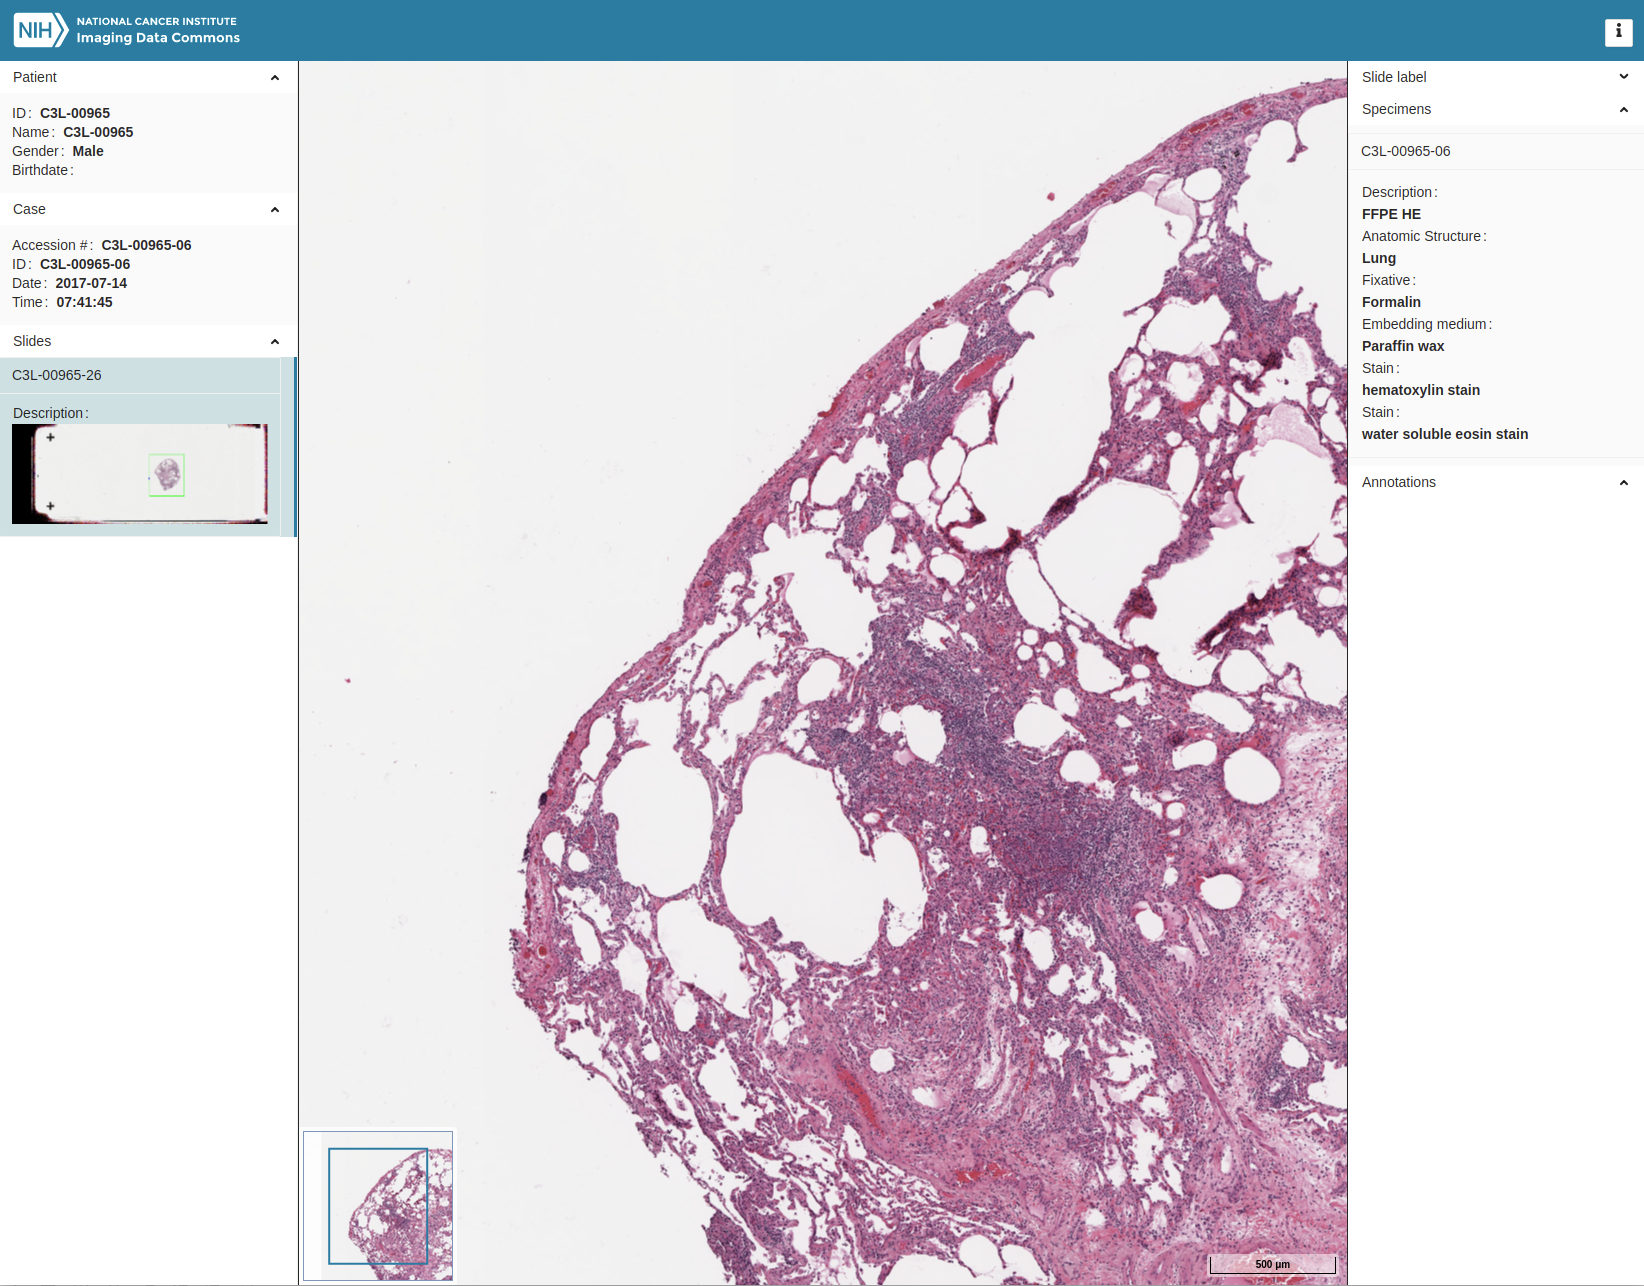 NIH
NATIONAL CANCER INSTITUTE
Imaging Data Commons
i
Patient
ID: C3L-00965
Name: C3L-00965
Gender: Male
Birthdate:
Case
Accession #: C3L-00965-06
ID: C3L-00965-06
Date: 2017-07-14
Time: 07:41:45
Slides
C3L-00965-26
Description:
500 µm
Slide label
Specimens
C3L-00965-06
Description:
FFPE HE
Anatomic Structure:
Lung
Fixative:
Formalin
Embedding medium:
Paraffin wax
Stain:
hematoxylin stain
Stain:
water soluble eosin stain
Annotations